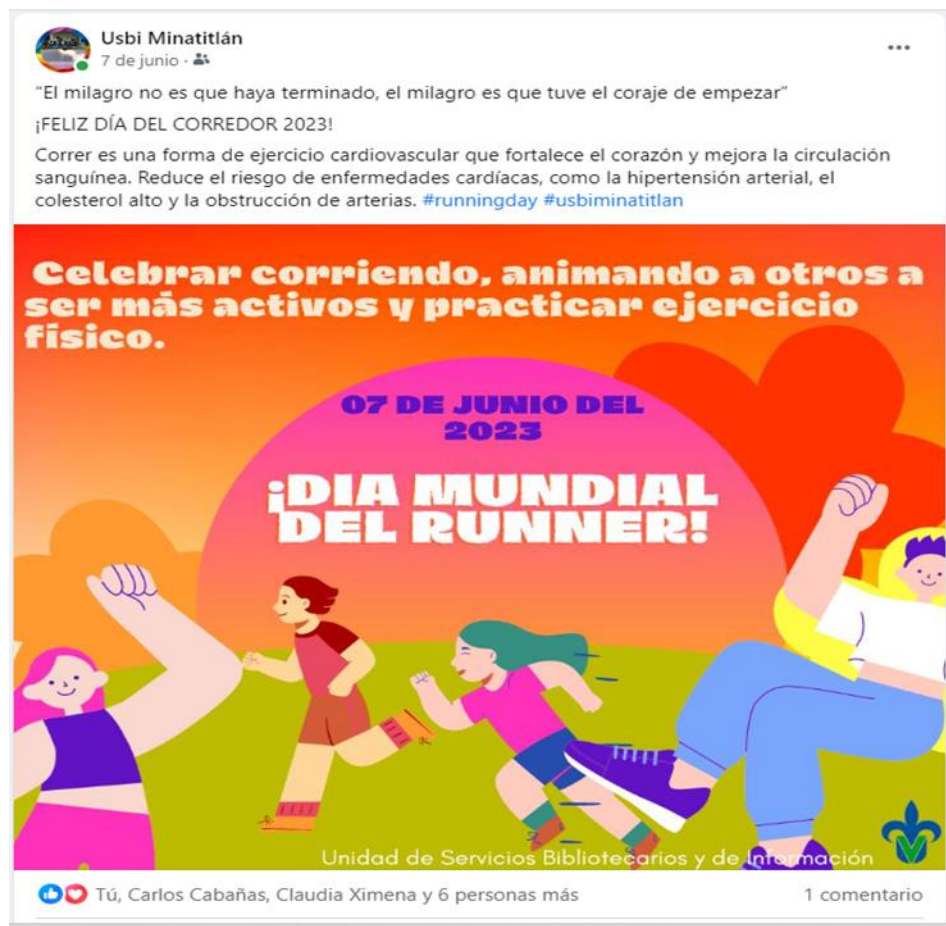 Usbi Minatitlán
7 de junio ·
“El milagro no es que haya terminado, el milagro es que tuve el coraje de empezar”
¡FELIZ DÍA DEL CORREDOR 2023!
Correr es una forma de ejercicio cardiovascular que fortalece el corazón y mejora la circulación
sanguínea. Reduce el riesgo de enfermedades cardíacas, como la hipertensión arterial, el
colesterol alto y la obstrucción de arterias. #runningday #usbiminatitlan
Celebrar corriendo, animando a otros a
ser más activos y practicar ejercicio
físico.
07 DE JUNIO DEL
2023
¡DIA MUNDIAL
DEL RUNNER!
Unidad de Servicios Bibliotecarios y de Información
Tú, Carlos Cabañas, Claudia Ximena y 6 personas más
1 comentario